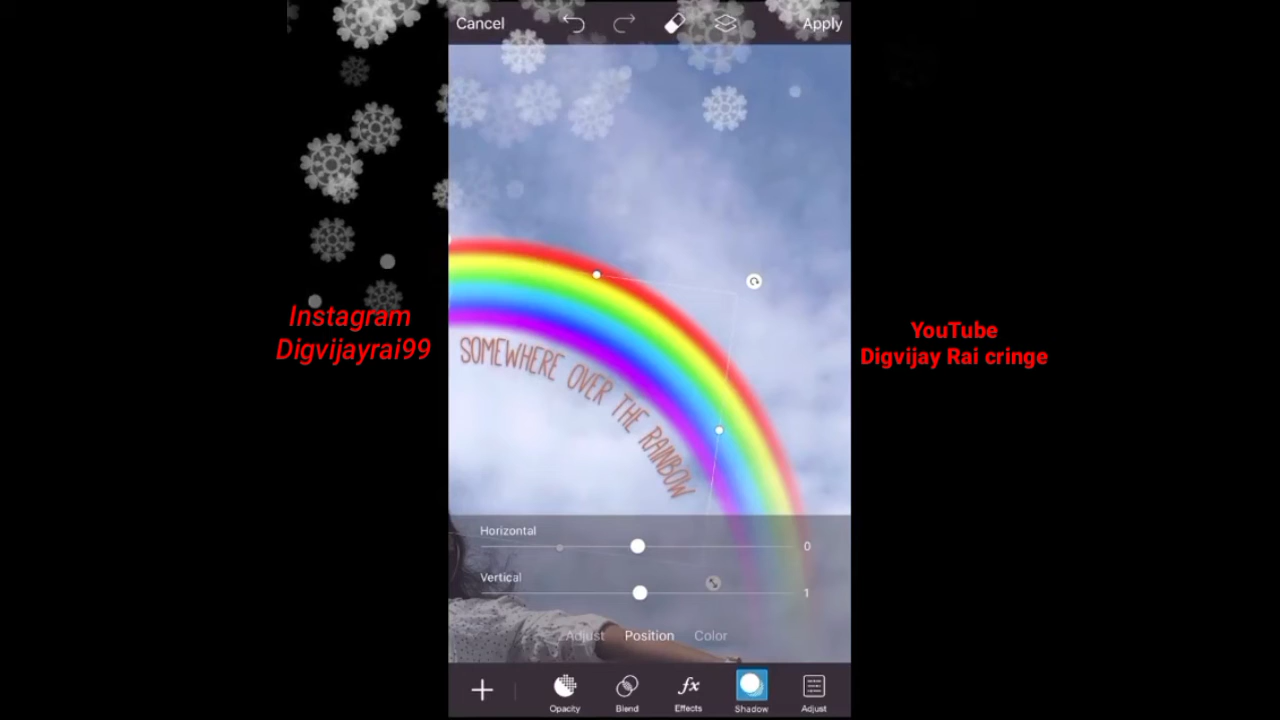 Cancel
Apply
Instagram
Digvijayrai99
YouTube
Digvijay Rai cringe
SOMEWHERE OVER THE RAINBOW
Horizontal
0
Vertical
1
Adjust Position Color
Opacity Blend Effects Shadow Adjust